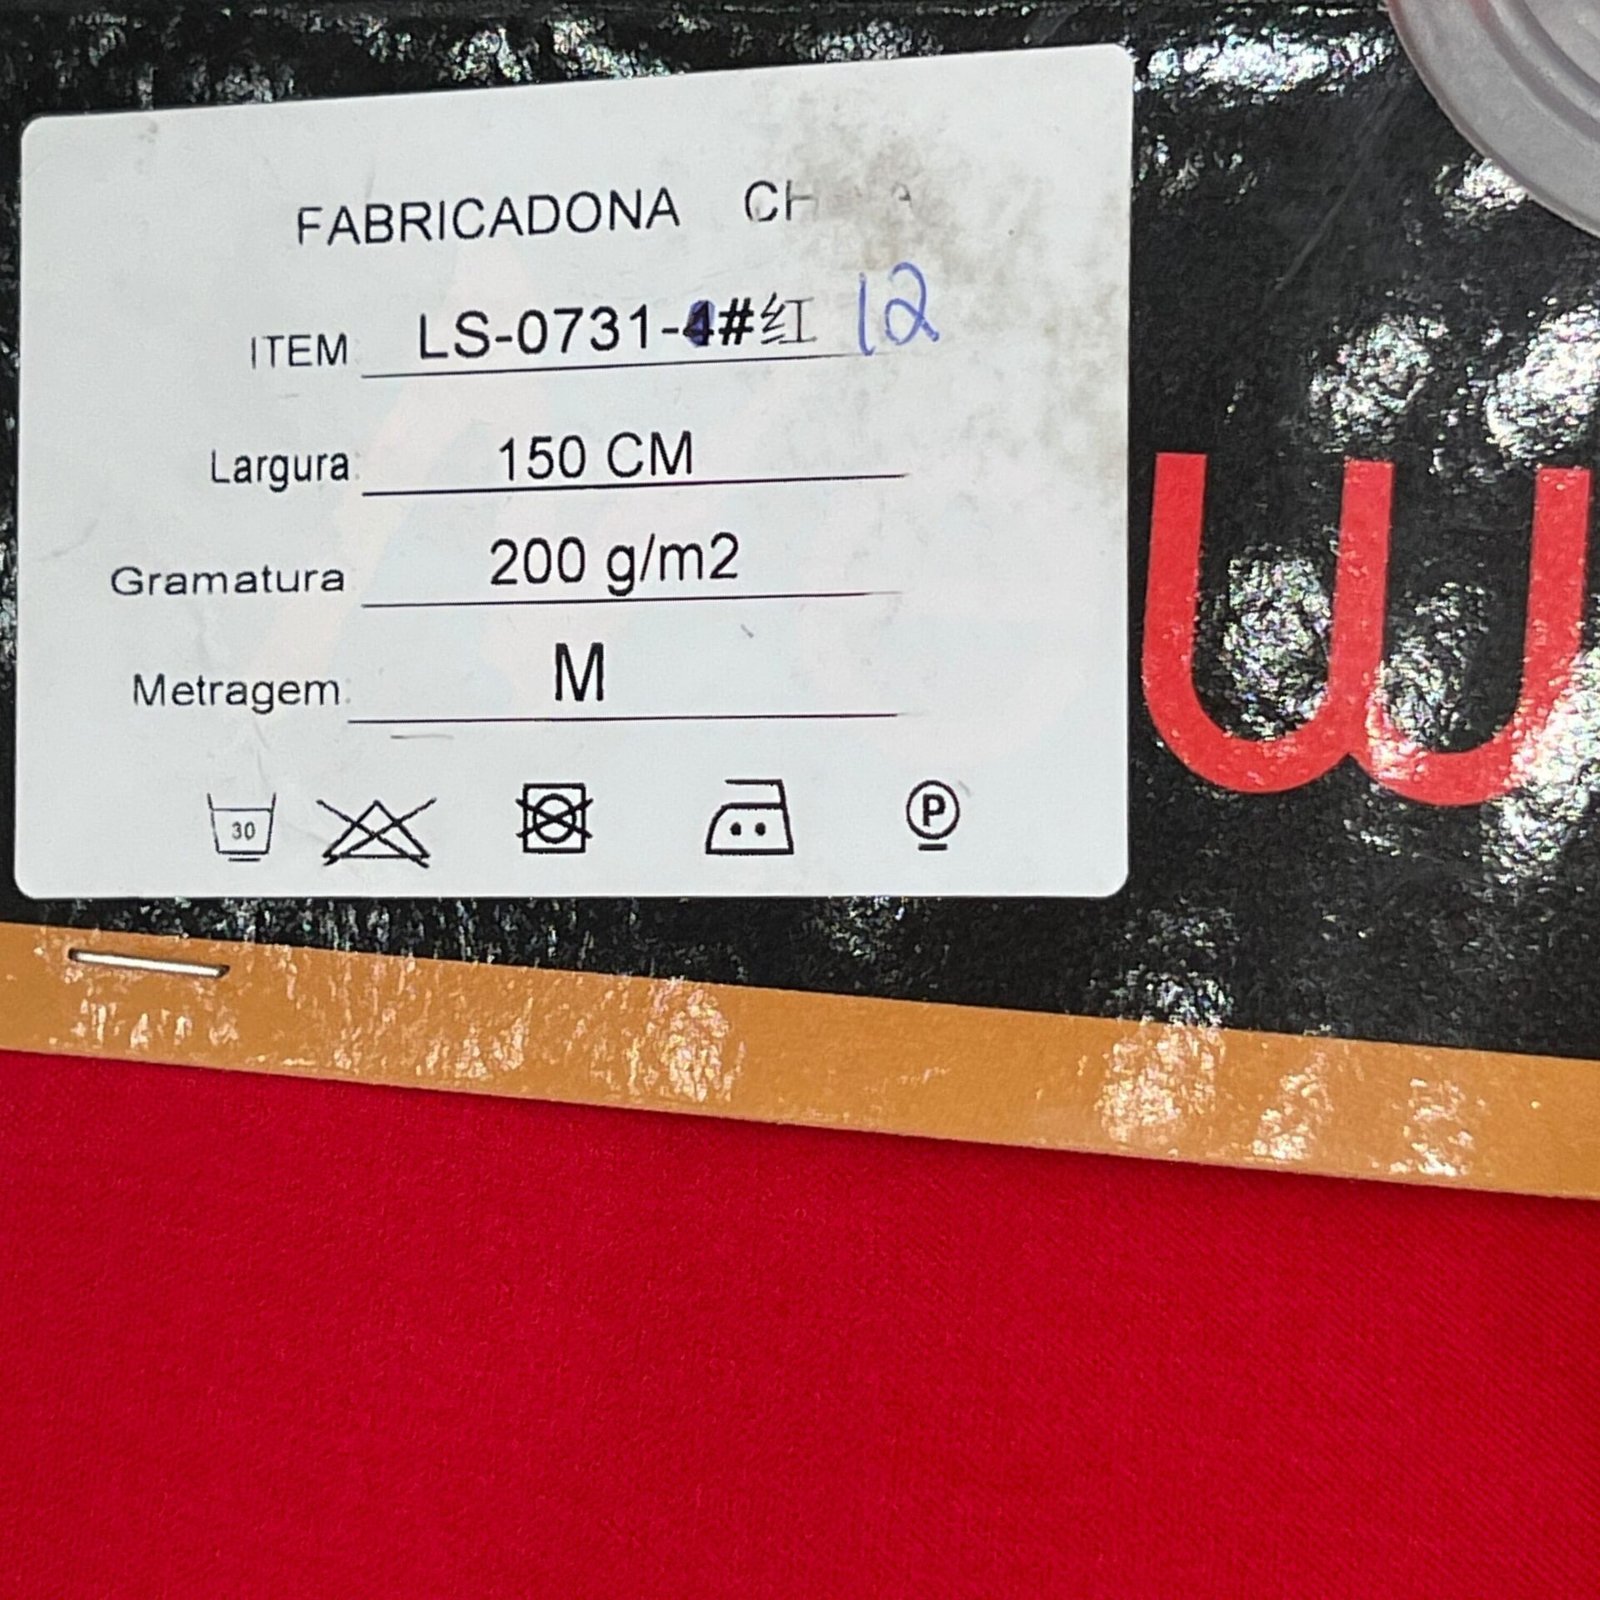 FABRICADONA
ITEM LS-0731-4#红 12
Largura: 150 CM
Gramatura 200 g/m2
Metragem: M
30
P